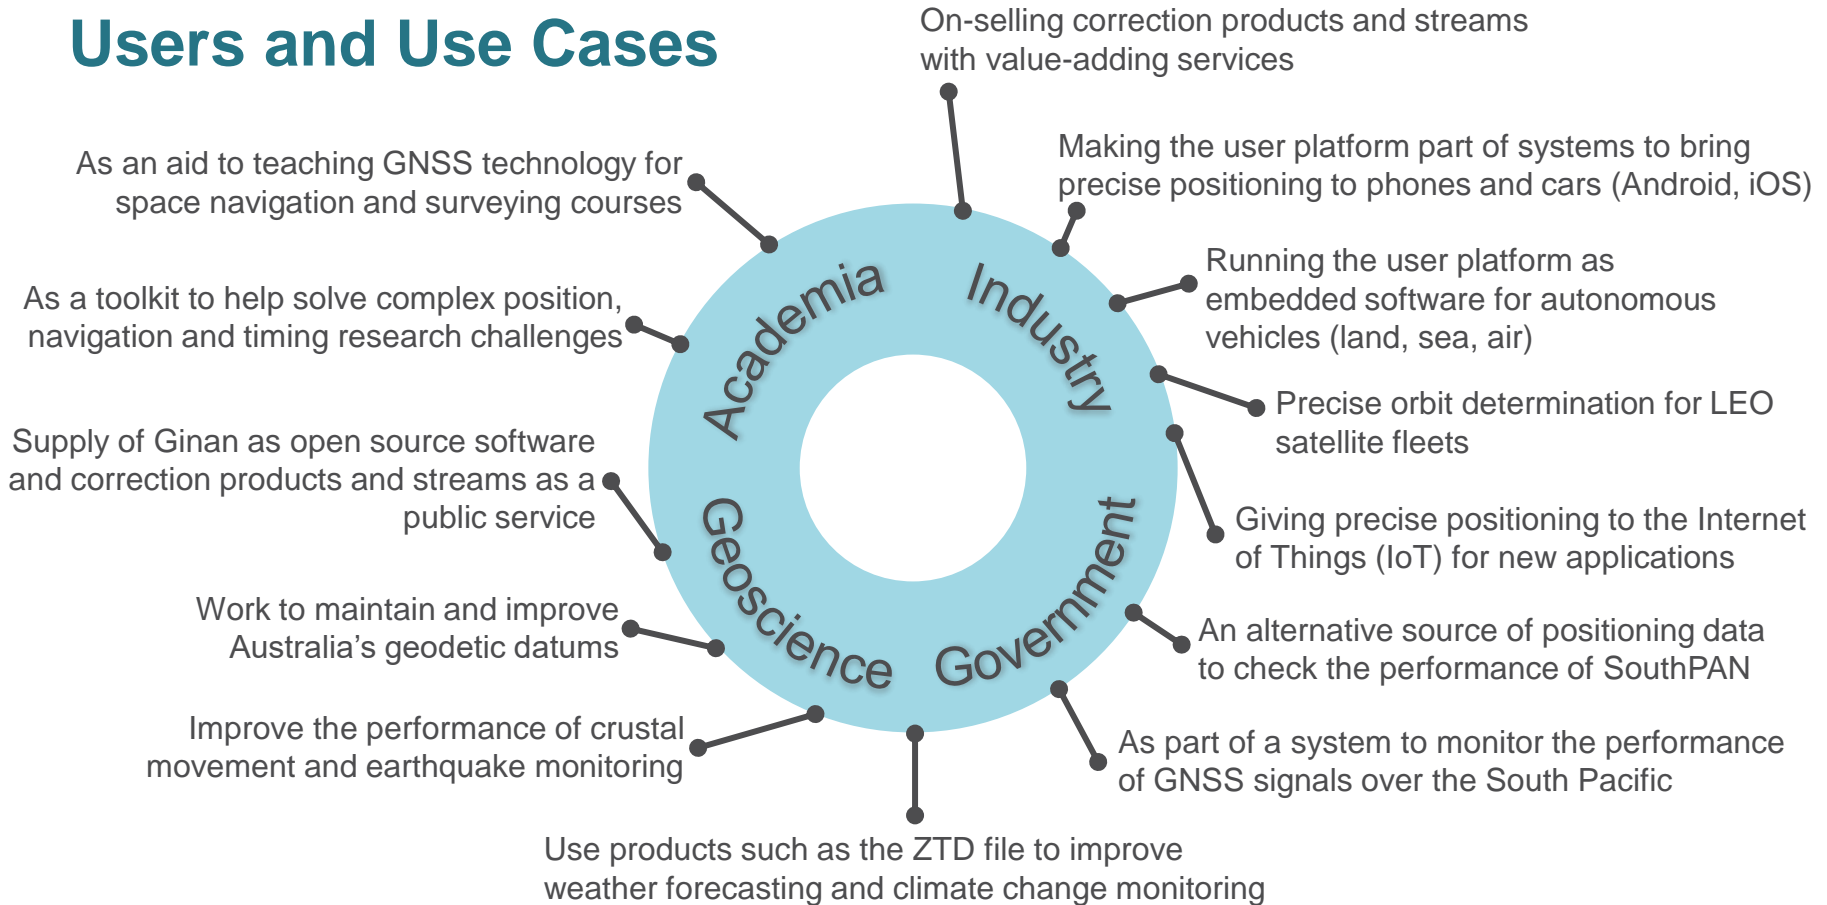 Users and Use Cases
On-selling correction products and streams
with value-adding services
Making the user platform part of systems to bring
precise positioning to phones and cars (Android, iOS)
Running the user platform as
embedded software for autonomous
vehicles (land, sea, air)
Precise orbit determination for LEO
satellite fleets
Giving precise positioning to the Internet
of Things (IoT) for new applications
An alternative source of positioning data
to check the performance of SouthPAN
As part of a system to monitor the performance
of GNSS signals over the South Pacific
Use products such as the ZTD file to improve
weather forecasting and climate change monitoring
Improve the performance of crustal
movement and earthquake monitoring
Work to maintain and improve
Australia's geodetic datums
Supply of Ginan as open source software
and correction products and streams as a
public service
As a toolkit to help solve complex position,
navigation and timing research challenges
As an aid to teaching GNSS technology for
space navigation and surveying courses
Academia
Industry
Government
Geoscience